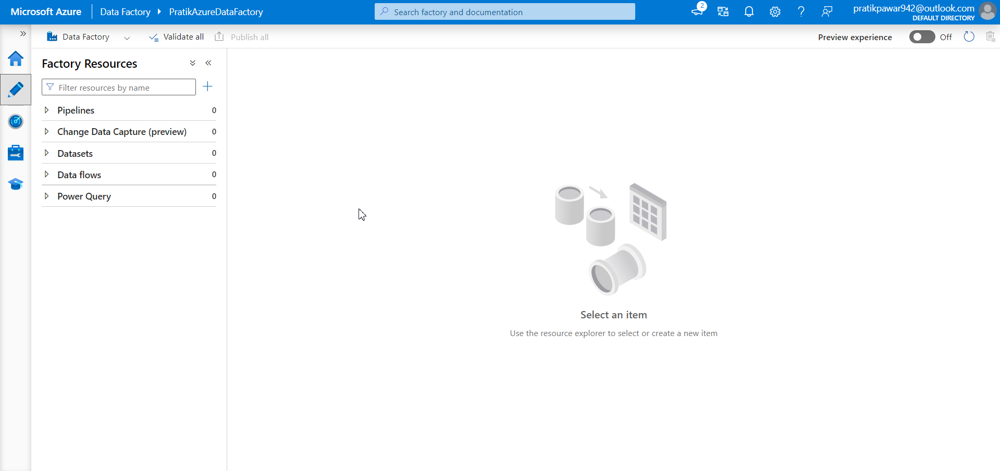 Microsoft Azure
Data Factory
PratikAzureDataFactory
Search factory and documentation
2
pratikpawar942@outlook.com
DEFAULT DIRECTORY
Data Factory
Validate all
Publish all
Preview experience
Off
Factory Resources
Filter resources by name
Pipelines 0
Change Data Capture (preview) 0
Datasets 0
Data flows 0
Power Query 0
Select an item
Use the resource explorer to select or create a new item